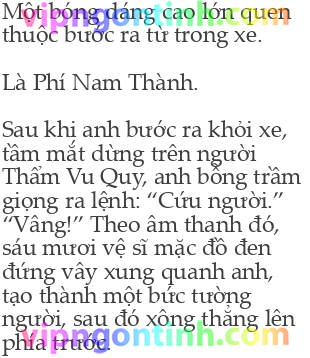 Một bóng dáng cao lớn quen
thuộc bước ra từ trong xe.
Là Phí Nam Thành.
Sau khi anh bước ra khỏi xe,
tầm mắt dừng trên người
Thẩm Vu Quy, anh bỗng trầm
giọng ra lệnh: “Cứu người.”
“Vâng!” Theo âm thanh đó,
sáu mươi vệ sĩ mặc đồ đen
đứng vây xung quanh anh,
tạo thành một bức tường
người, sau đó xông thẳng lên
phía trước.
vipngontinh.com
vipngontinh.com